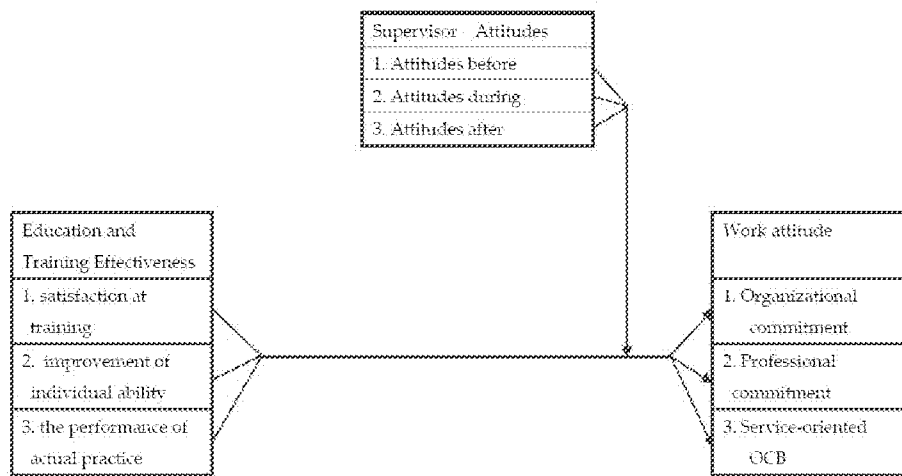 Supervisor Attitudes
1. Attitudes before
2. Attitudes during
3. Attitudes after
Education and
Training Effectiveness
1. satisfaction at
training
2. improvement of
individual ability
3. the performance of
actual practice
Work attitude
1. Organizational
commitment
2. Professional
commitment
3. Service-oriented
OCB